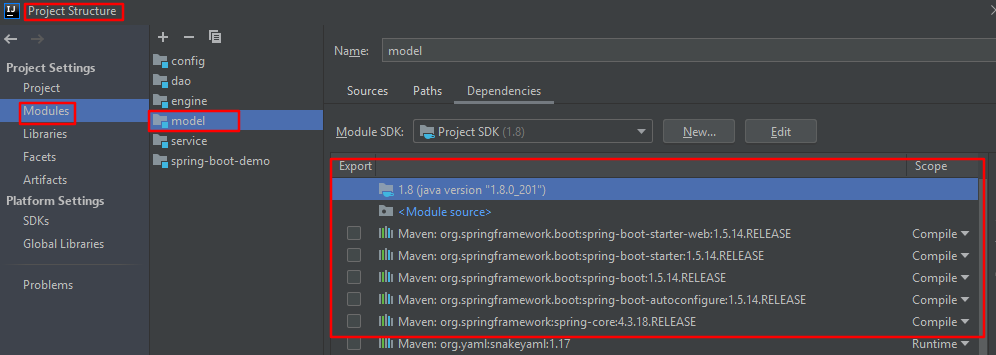 IJ Project Structure
Project Settings
Project
Modules
Libraries
Facets
Artifacts
Platform Settings
SDKs
Global Libraries
Problems
config
dao
engine
model
service
spring-boot-demo
Name: model
Sources Paths Dependencies
Module SDK: Project SDK (1.8) New... Edit
Export Scope
1.8 (java version "1.8.0_201")
<Module source>
Maven: org.springframework.boot:spring-boot-starter-web:1.5.14.RELEASE Compile
Maven: org.springframework.boot:spring-boot-starter:1.5.14.RELEASE Compile
Maven: org.springframework.boot:spring-boot:1.5.14.RELEASE Compile
Maven: org.springframework.boot:spring-boot-autoconfigure:1.5.14.RELEASE Compile
Maven: org.springframework:spring-core:4.3.18.RELEASE Compile
Maven: org.yaml:snakeyaml:1.17 Runtime